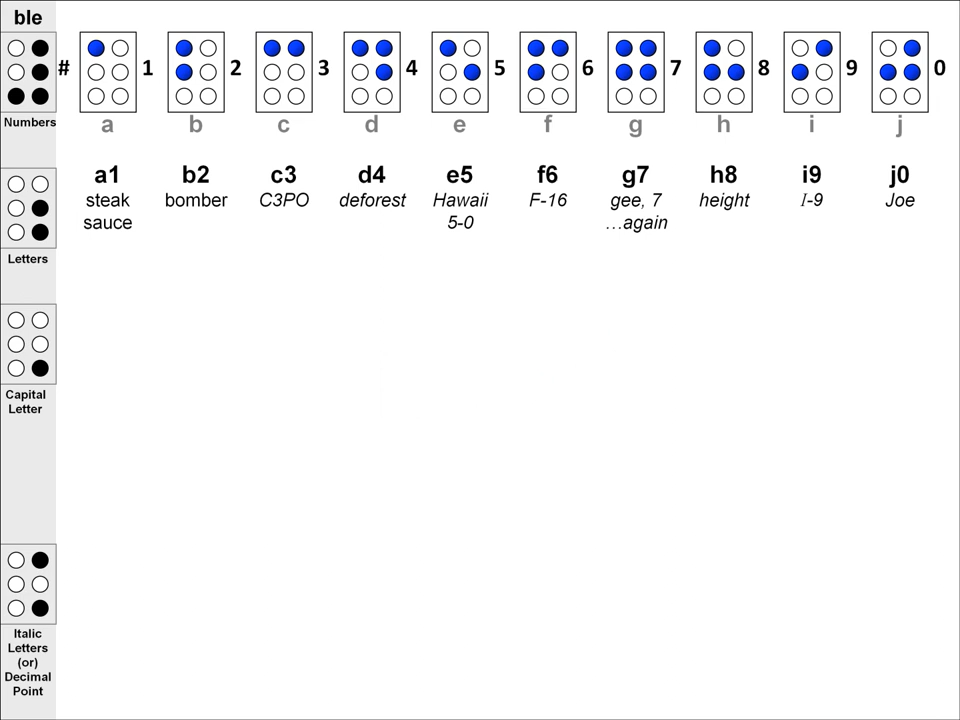 ble
# 1 2 3 4 5 6 7 8 9 0
Numbers
a b c d e f g h i j
a1 b2 c3 d4 e5 f6 g7 h8 i9 j0
steak bomber C3PO deforest Hawaii F-16 gee, 7 height I-9 Joe
sauce 5-0 …again
Letters
Capital
Letter
Italic
Letters
(or)
Decimal
Point